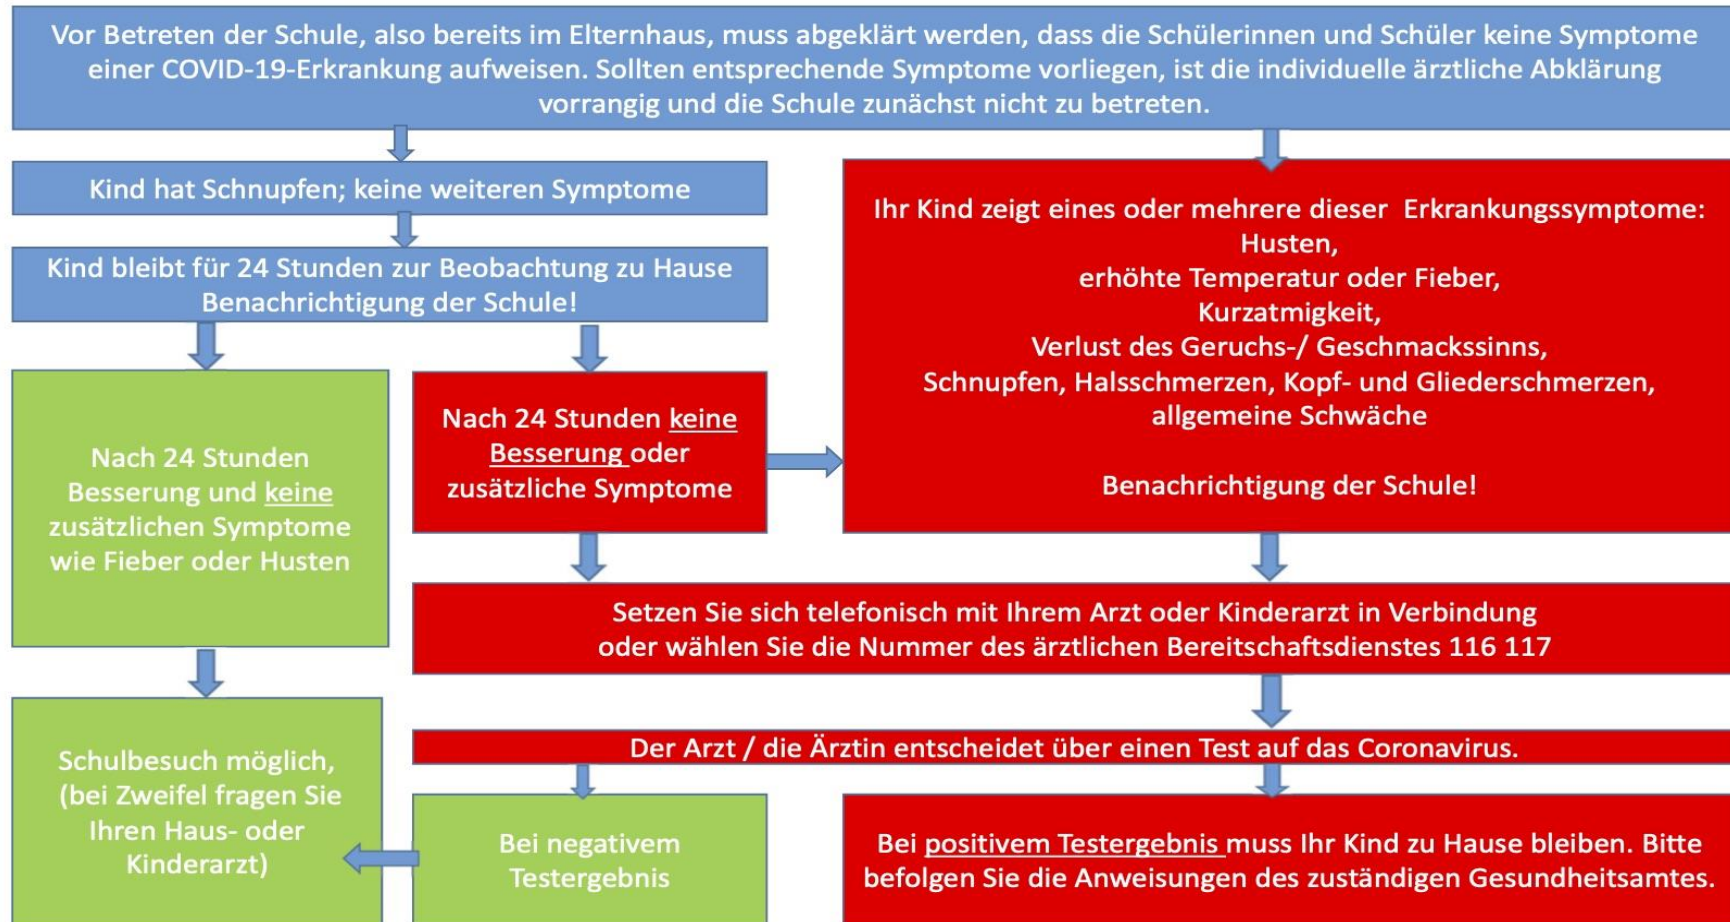 Vor Betreten der Schule, also bereits im Elternhaus, muss abgeklärt werden, dass die Schülerinnen und Schüler keine Symptome
einer COVID-19-Erkrankung aufweisen. Sollten entsprechende Symptome vorliegen, ist die individuelle ärztliche Abklärung
vorrangig und die Schule zunächst nicht zu betreten.
Kind hat Schnupfen; keine weiteren Symptome
Kind bleibt für 24 Stunden zur Beobachtung zu Hause
Benachrichtigung der Schule!
Nach 24 Stunden
Besserung und keine
zusätzlichen Symptome
wie Fieber oder Husten
Nach 24 Stunden keine
Besserung oder
zusätzliche Symptome
Ihr Kind zeigt eines oder mehrere dieser Erkrankungssymptome:
Husten,
erhöhte Temperatur oder Fieber,
Kurzatmigkeit,
Verlust des Geruchs-/ Geschmackssinns,
Schnupfen, Halsschmerzen, Kopf- und Gliederschmerzen,
allgemeine Schwäche
Benachrichtigung der Schule!
Setzen Sie sich telefonisch mit Ihrem Arzt oder Kinderarzt in Verbindung
oder wählen Sie die Nummer des ärztlichen Bereitschaftsdienstes 116 117
Der Arzt / die Ärztin entscheidet über einen Test auf das Coronavirus.
Schulbesuch möglich,
(bei Zweifel fragen Sie
Ihren Haus- oder
Kinderarzt)
Bei negativem
Testergebnis
Bei positivem Testergebnis muss Ihr Kind zu Hause bleiben. Bitte
befolgen Sie die Anweisungen des zuständigen Gesundheitsamtes.